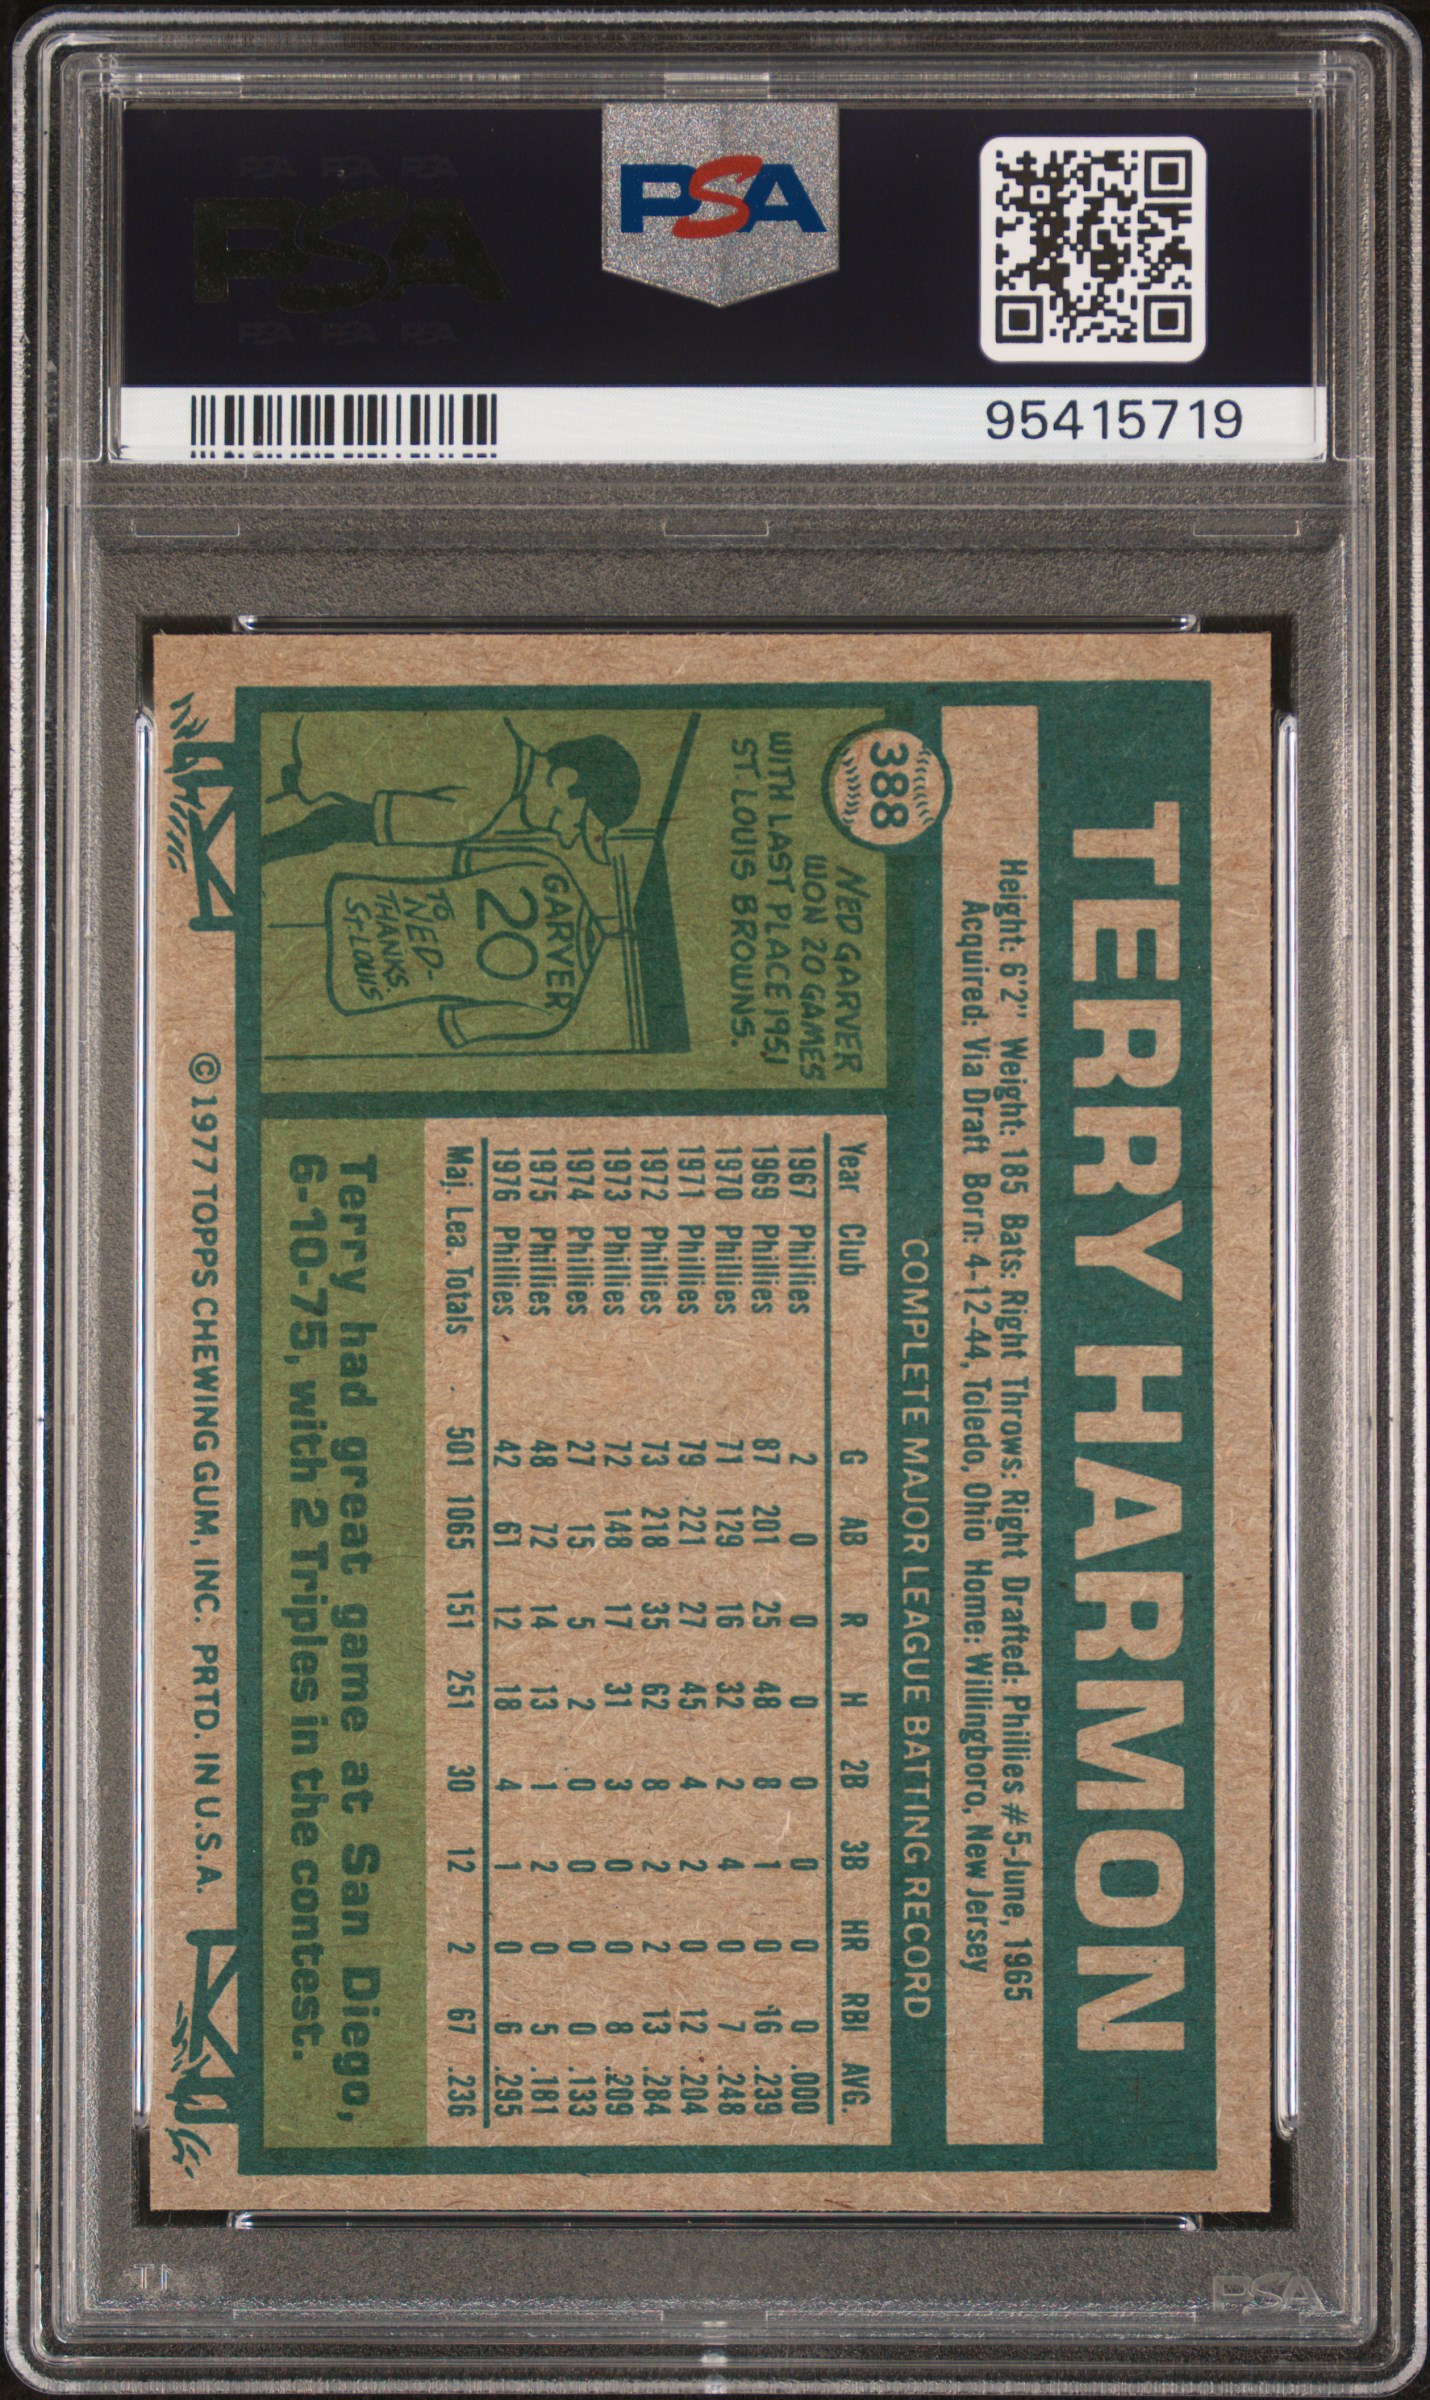 PSA
PSA PSA PSA
PSA
PSA PSA PSA
95415719
388
TERRY HARMON
Height: 6'2" Weight: 185 Bats: Right Throws: Right Drafted: Phillies #5-June, 1965
Acquired: Via Draft Born: 4-12-44, Toledo, Ohio Home: Willingboro, New Jersey
COMPLETE MAJOR LEAGUE BATTING RECORD
NED GARVER
WON 20 GAMES
WITH LAST PLACE 1951
ST. LOUIS BROWNS.
GARVER
20
TO
NED-
THANKS.
ST. LOUIS
Year Club G AB R H 2B 3B HR RBI AVG.
1967 Phillies 2 0 0 0 0 0 0 0 .000
1969 Phillies 87 201 25 48 8 1 0 16 .239
1970 Phillies 71 129 16 32 2 4 0 7 .248
1971 Phillies 79 221 27 45 4 2 0 12 .204
1972 Phillies 73 218 35 62 8 2 2 13 .284
1973 Phillies 72 148 17 31 3 0 0 8 .209
1974 Phillies 27 15 5 2 0 0 0 0 .133
1975 Phillies 48 72 14 13 1 2 0 5 .181
1976 Phillies 42 61 12 18 4 1 0 6 .295
Maj. Lea. Totals 501 1065 151 251 30 12 2 67 .236
Terry had great game at San Diego,
6-10-75, with 2 Triples in the contest.
© 1977 TOPPS CHEWING GUM, INC. PRTD. IN U.S.A.
PSA